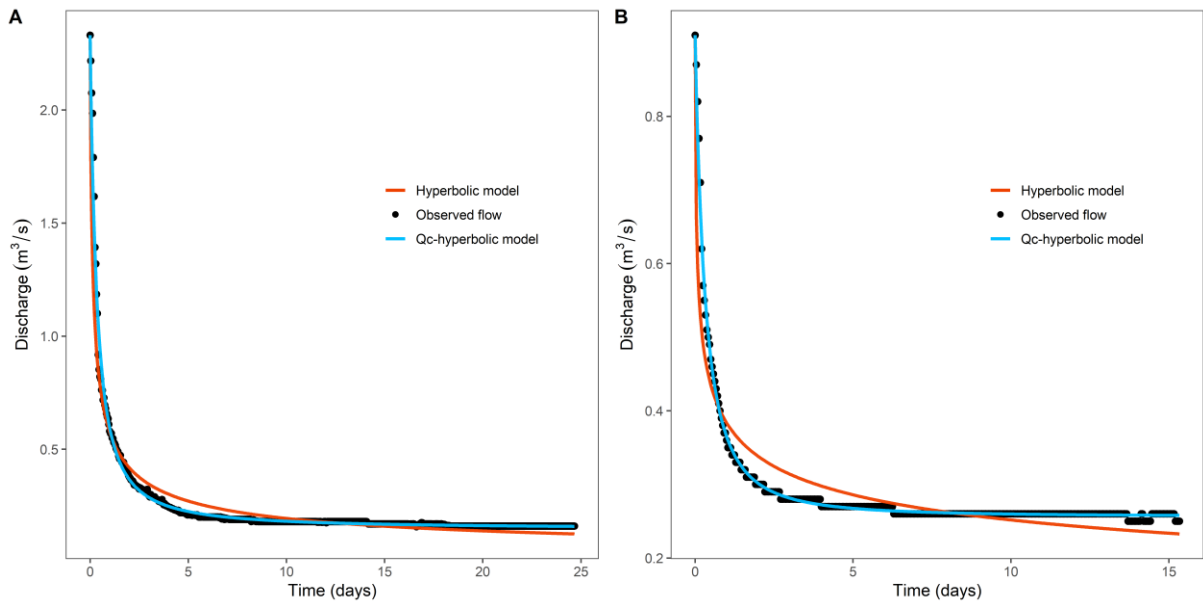 A
Discharge (m³/s)
2.0
1.5
1.0
0.5
Hyperbolic model
Observed flow
Qc-hyperbolic model
0 5 10 15 20 25
Time (days)
B
Discharge (m³/s)
0.8
0.6
0.4
0.2
Hyperbolic model
Observed flow
Qc-hyperbolic model
0 5 10 15
Time (days)